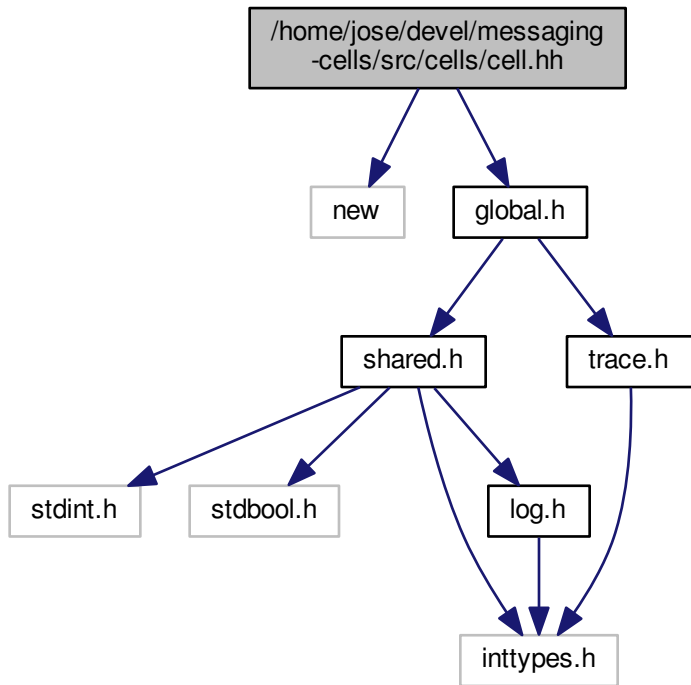 /home/jose/devel/messaging
-cells/src/cells/cell.hh
new
global.h
shared.h
trace.h
stdint.h
stdbool.h
log.h
inttypes.h